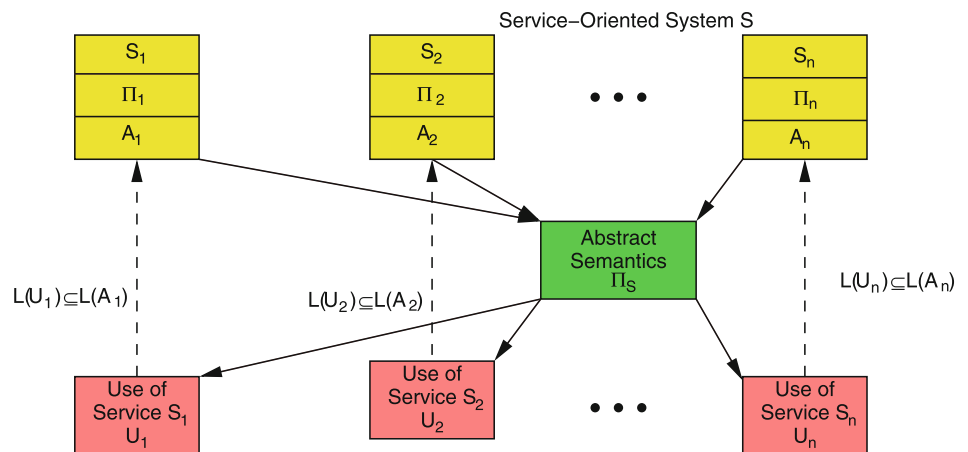 Service–Oriented System S
S1
S2
Sn
Π1
Π2
Πn
A1
A2
An
• • •
Abstract
Semantics
ΠS
L(U1)⊆L(A1)
L(U2)⊆L(A2)
L(Un)⊆L(An)
Use of
Service S1
U1
Use of
Service S2
U2
• • •
Use of
Service Sn
Un